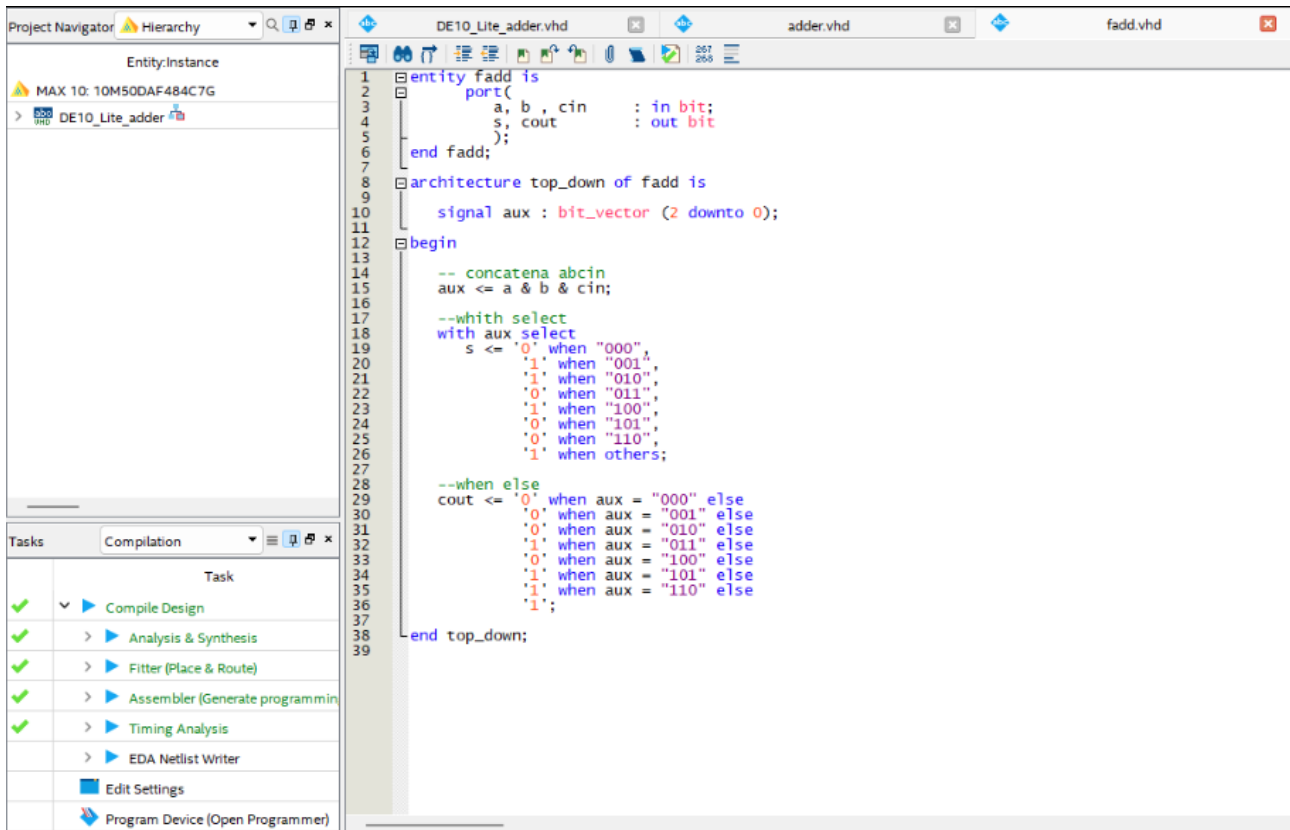 Project Navigator Hierarchy
Entity:Instance
MAX 10: 10M50DAF484C7G
DE10_Lite_adder
Tasks Compilation
Task
Compile Design
Analysis & Synthesis
Fitter (Place & Route)
Assembler (Generate programmin
Timing Analysis
EDA Netlist Writer
Edit Settings
Program Device (Open Programmer)
DE10_Lite_adder.vhd adder.vhd fadd.vhd
267
268
1 entity fadd is
2 port(
3 a, b , cin : in bit;
4 s, cout : out bit
5 );
6 end fadd;
7
8 architecture top_down of fadd is
9
10 signal aux : bit_vector (2 downto 0);
11
12 begin
13
14 -- concatena abcin
15 aux <= a & b & cin;
16
17 --whith select
18 with aux select
19 s <= '0' when "000",
20 '1' when "001",
21 '1' when "010",
22 '0' when "011",
23 '1' when "100",
24 '0' when "101",
25 '0' when "110",
26 '1' when others;
27
28 --when else
29 cout <= '0' when aux = "000" else
30 '0' when aux = "001" else
31 '0' when aux = "010" else
32 '1' when aux = "011" else
33 '0' when aux = "100" else
34 '1' when aux = "101" else
35 '1' when aux = "110" else
36 '1';
37
38 end top_down;
39